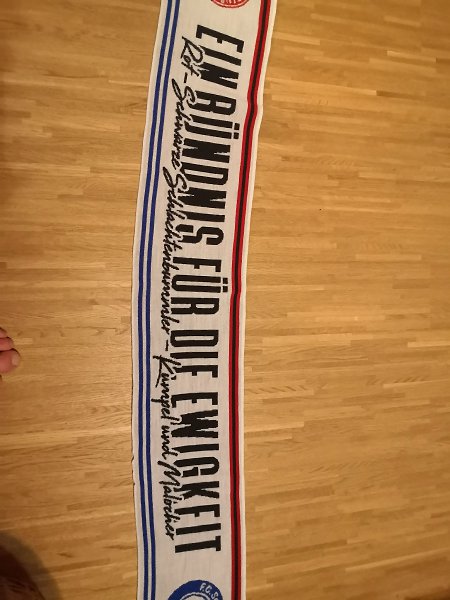 EIN BÜNDNIS FÜR DIE EWIGKEIT
Rot-Schwarze Schlachtenbummler - Kumpel und Malocher
F.C.S